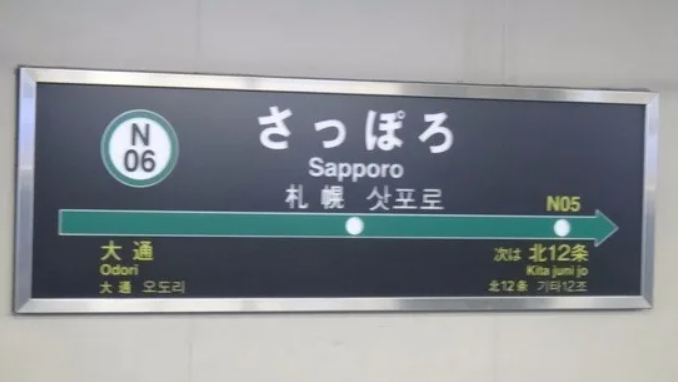 N
06
さっぽろ
Sapporo
札幌 삿포로
N05
大通
Odori
大通 오도리
次は 北12条
Kita juni jo
北12条 기타12조